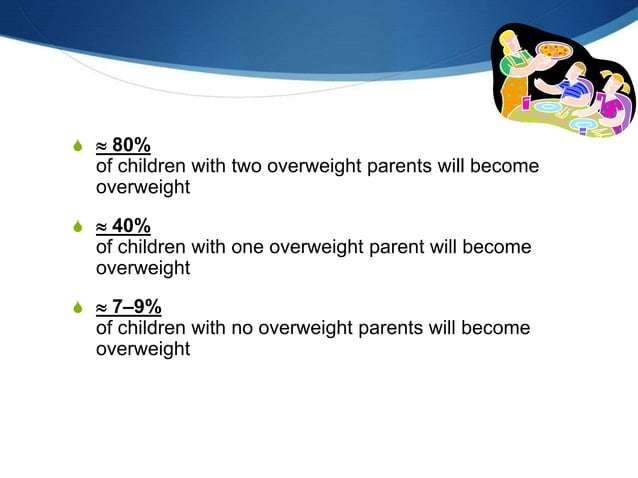 ≈ 80%
of children with two overweight parents will become
overweight
≈ 40%
of children with one overweight parent will become
overweight
≈ 7–9%
of children with no overweight parents will become
overweight